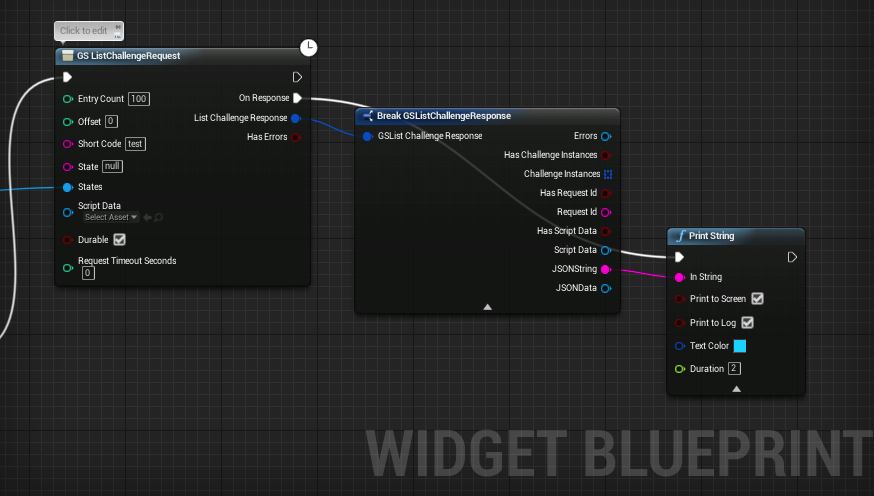 Click to edit
GS ListChallengeRequest
Entry Count 100
On Response
Offset 0
List Challenge Response
Short Code test
Has Errors
State null
States
Script Data
Select Asset
Durable
Request Timeout Seconds
0
Break GSListChallengeResponse
GSList Challenge Response
Errors
Has Challenge Instances
Challenge Instances
Has Request Id
Request Id
Has Script Data
Script Data
JSONString
JSONData
Print String
In String
Print to Screen
Print to Log
Text Color
Duration 2
WIDGET BLUEPRINT